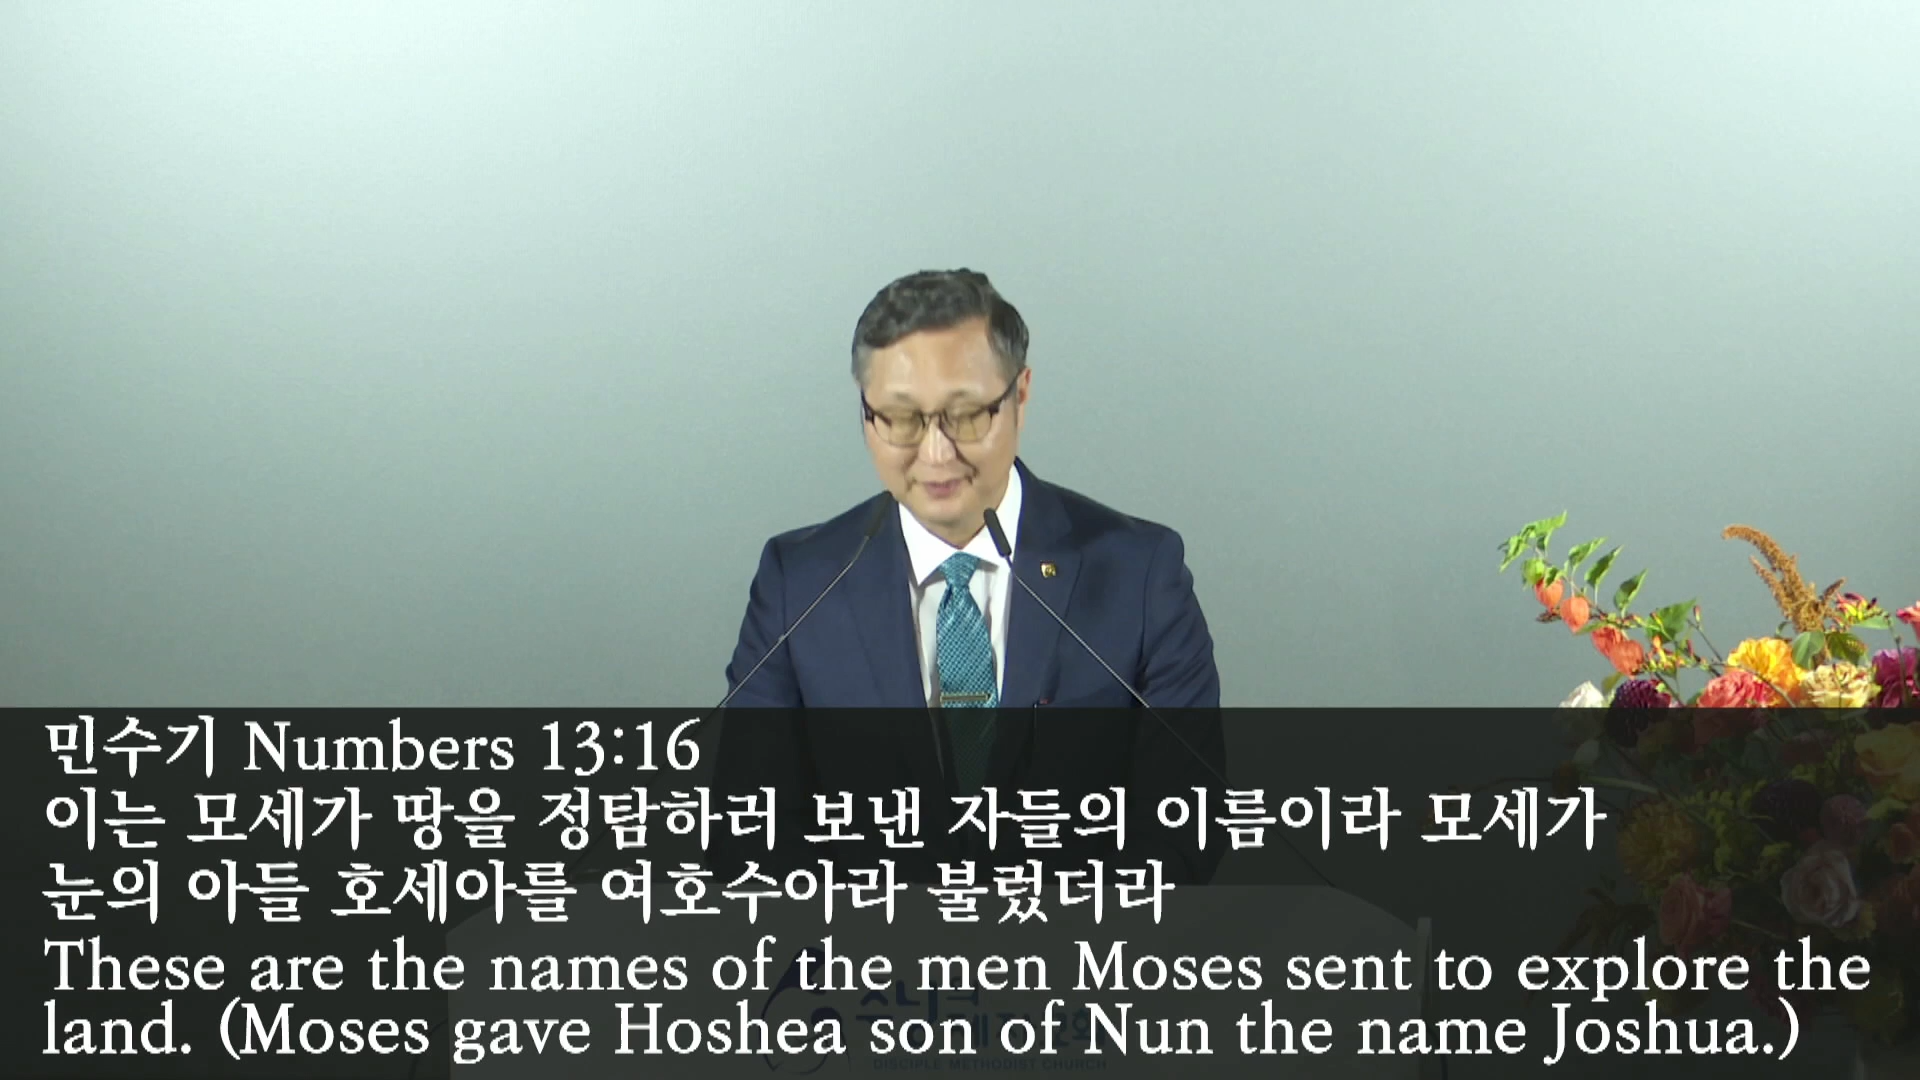 민수기 Numbers 13:16
이는 모세가 땅을 정탐하러 보낸 자들의 이름이라 모세가
눈의 아들 호세아를 여호수아라 불렀더라
These are the names of the men Moses sent to explore the
land. (Moses gave Hoshea son of Nun the name Joshua.)
DISCIPLE METHODIST CHURCH